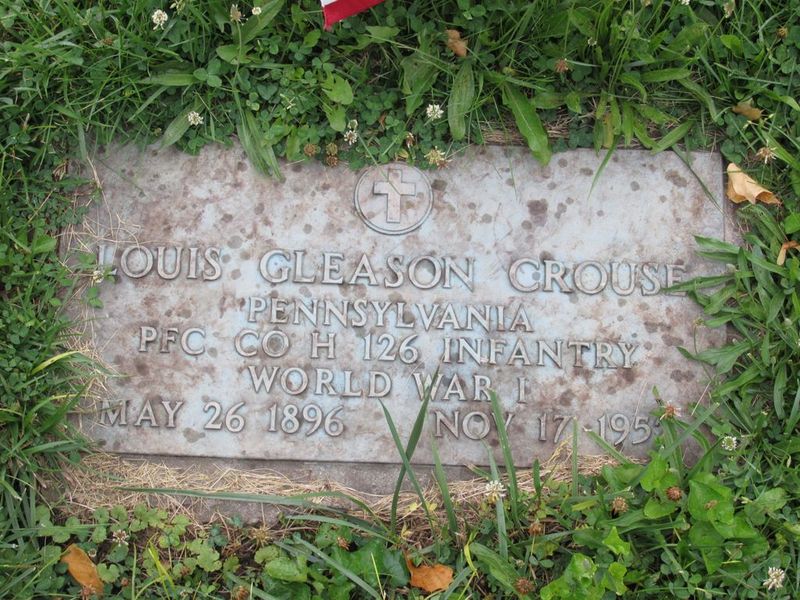 LOUIS GLEASON CROUSE
PENNSYLVANIA
PFC CO H 126 INFANTRY
WORLD WAR I
MAY 26 1896 NOV 17